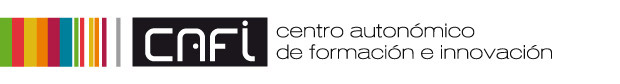 CAFi
centro autonómico
de formación e innovación